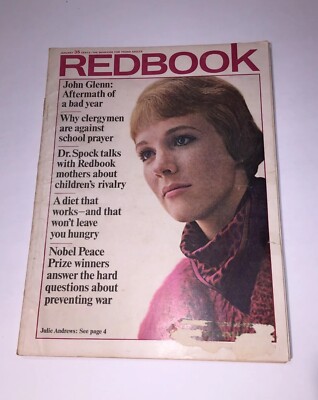 REDBOOK
John Glenn:
Aftermath of
a bad year
Why clergymen
are against
school prayer
Dr. Spock talks
with Redbook
mothers about
children's rivalry
A diet that
works—and that
won't leave
you hungry
Nobel Peace
Prize winners
answer the hard
questions about
preventing war
Julie Andrews: See page 4